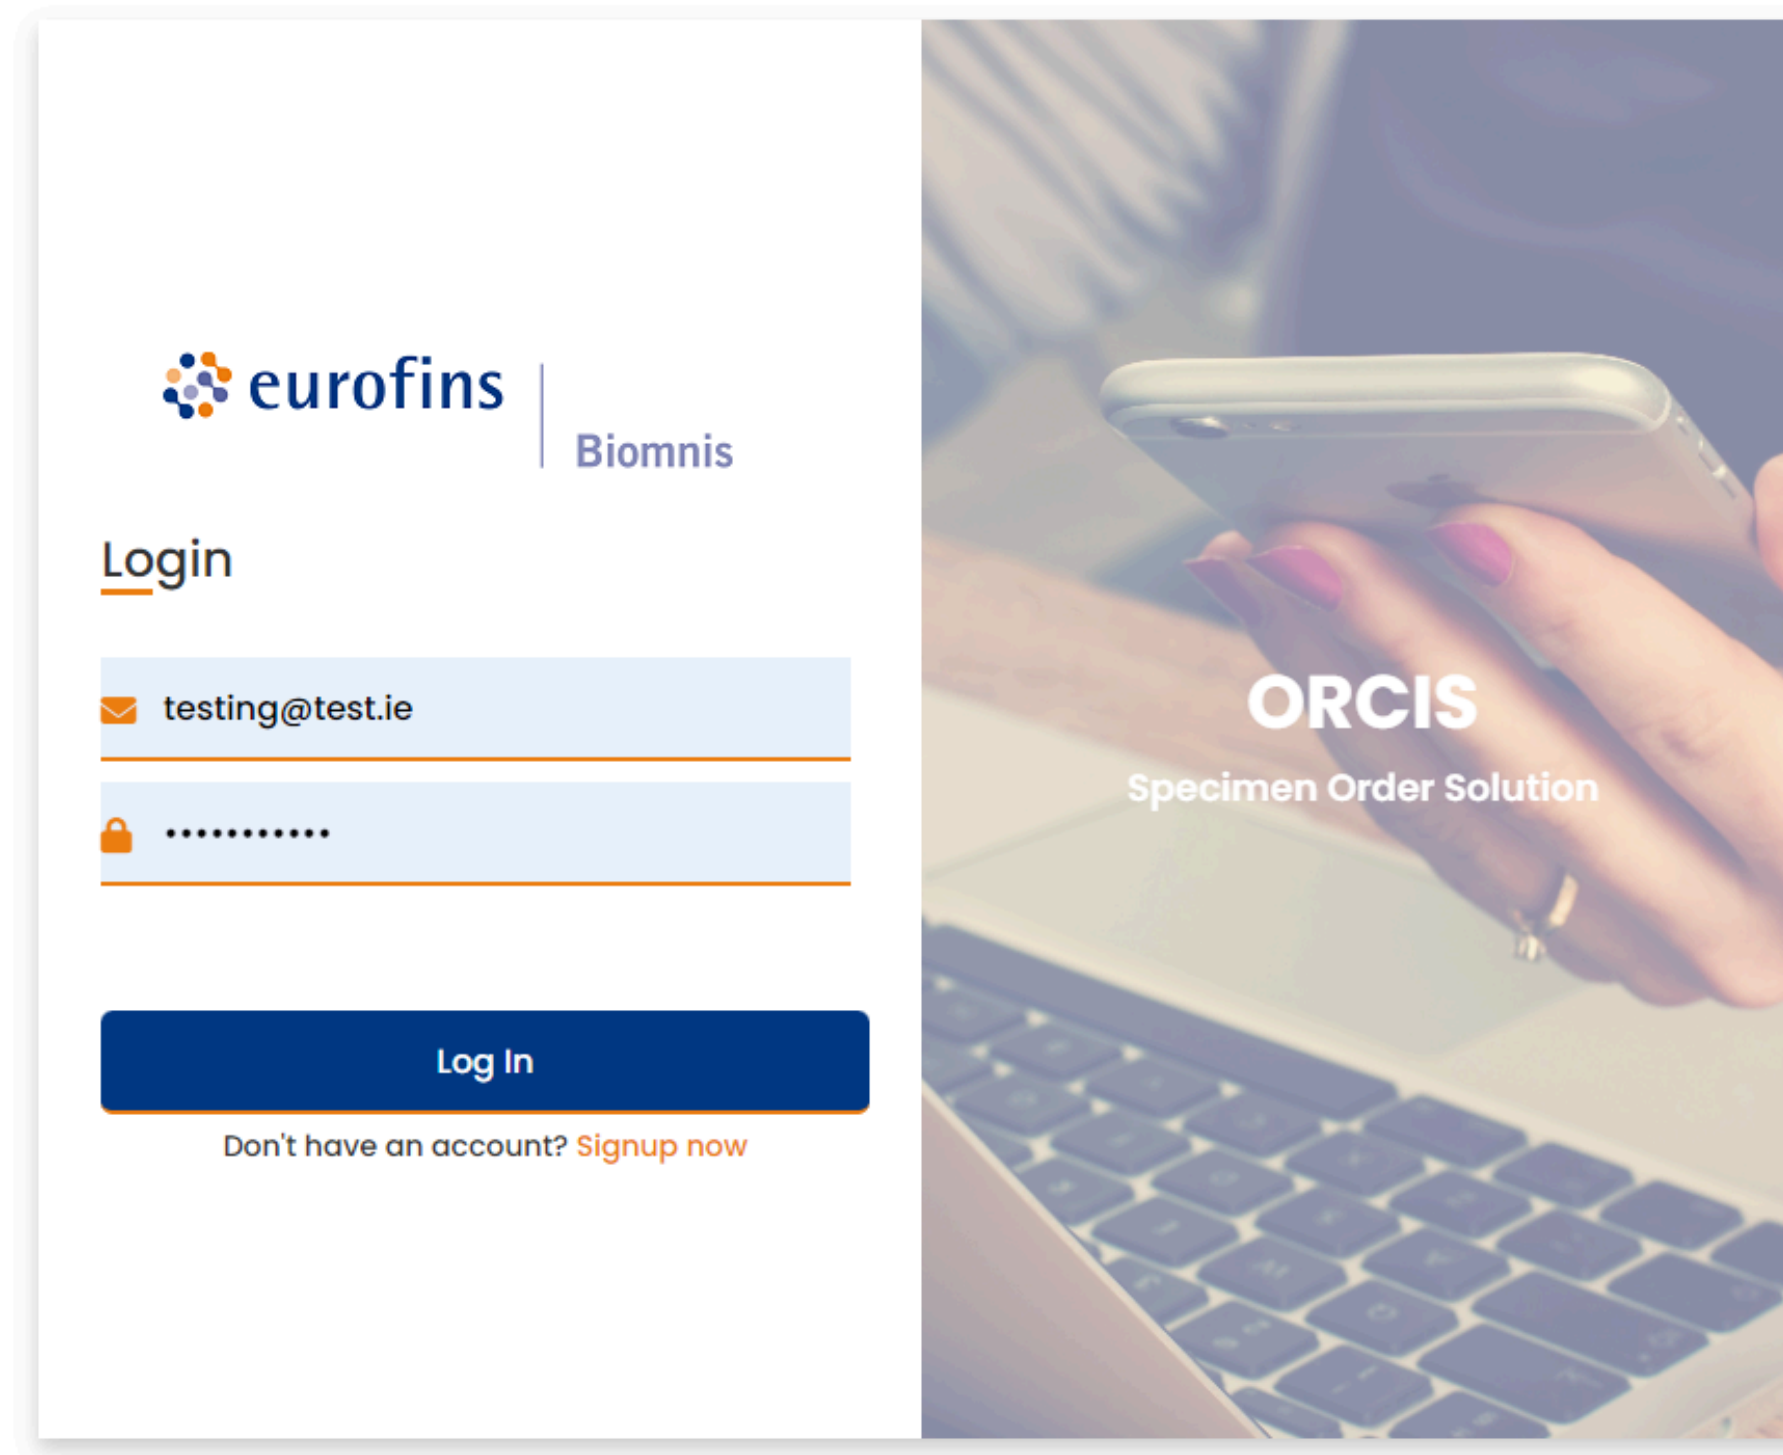 eurofins
Biomnis
Login
testing@test.ie
•••••••••••
Log In
Don't have an account? Signup now
ORCIS
Specimen Order Solution